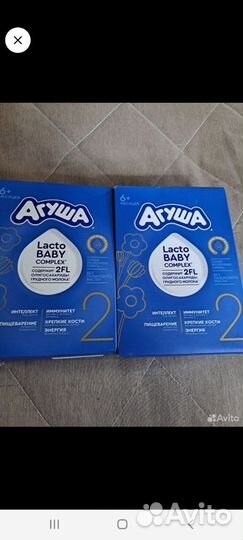 6+
МЕСЯЦЕВ
АГУША
Lacto
BABY
COMPLEX
СОДЕРЖИТ 2FL
ОЛИГОСАХАРИДЫ
ГРУДНОГО МОЛОКА
ИНТЕЛЛЕКТ
ИММУНИТЕТ
ПИЩЕВАРЕНИЕ
КРЕПКИЕ КОСТИ
ЭНЕРГИЯ
2
6+
МЕСЯЦЕВ
АГУША
Lacto
BABY
COMPLEX
СОДЕРЖИТ 2FL
ОЛИГОСАХАРИДЫ
ГРУДНОГО МОЛОКА
ИНТЕЛЛЕКТ
ИММУНИТЕТ
ПИЩЕВАРЕНИЕ
КРЕПКИЕ КОСТИ
ЭНЕРГИЯ
2
Avito
Avito